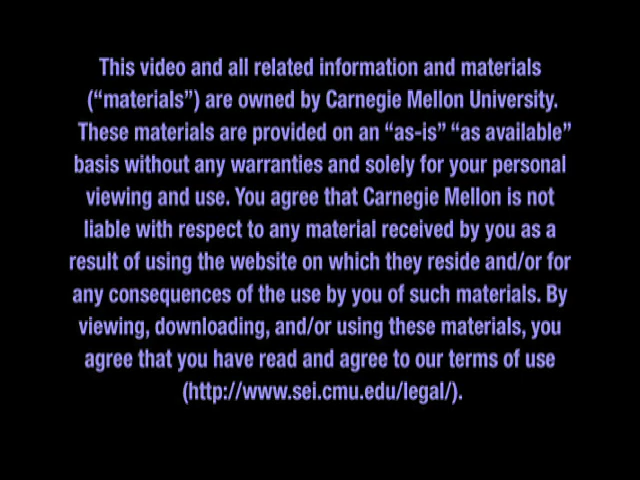 This video and all related information and materials
(“materials”) are owned by Carnegie Mellon University.
These materials are provided on an “as-is” “as available”
basis without any warranties and solely for your personal
viewing and use. You agree that Carnegie Mellon is not
liable with respect to any material received by you as a
result of using the website on which they reside and/or for
any consequences of the use by you of such materials. By
viewing, downloading, and/or using these materials, you
agree that you have read and agree to our terms of use
(http://www.sei.cmu.edu/legal/).